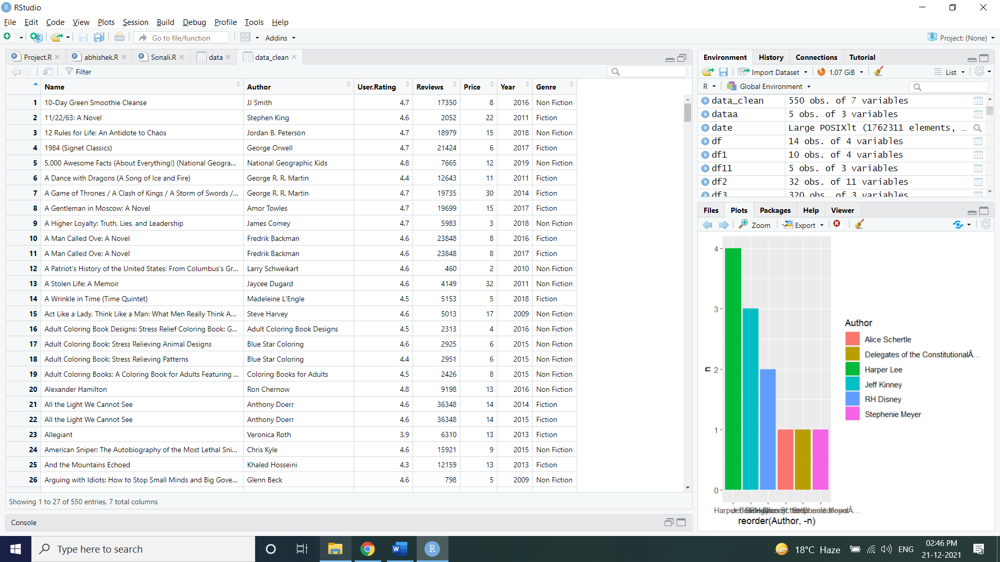 RStudio
File Edit Code View Plots Session Build Debug Profile Tools Help
Go to file/function Addins Project: (None)
Project.R abhishek.R Sonali.R data data_clean
Filter
Name Author User.Rating Reviews Price Year Genre
1 10-Day Green Smoothie Cleanse JJ Smith 4.7 17350 8 2016 Non Fiction
2 11/22/63: A Novel Stephen King 4.6 2052 22 2011 Fiction
3 12 Rules for Life: An Antidote to Chaos Jordan B. Peterson 4.7 18979 15 2018 Non Fiction
4 1984 (Signet Classics) George Orwell 4.7 21424 6 2017 Fiction
5 5,000 Awesome Facts (About Everything!) (National Geogra... National Geographic Kids 4.8 7665 12 2019 Non Fiction
6 A Dance with Dragons (A Song of Ice and Fire) George R. R. Martin 4.4 12643 11 2011 Fiction
7 A Game of Thrones / A Clash of Kings / A Storm of Swords /... George R. R. Martin 4.7 19735 30 2014 Fiction
8 A Gentleman in Moscow: A Novel Amor Towles 4.7 19699 15 2017 Fiction
9 A Higher Loyalty: Truth, Lies, and Leadership James Comey 4.7 5983 3 2018 Non Fiction
10 A Man Called Ove: A Novel Fredrik Backman 4.6 23848 8 2016 Fiction
11 A Man Called Ove: A Novel Fredrik Backman 4.6 23848 8 2017 Fiction
12 A Patriot's History of the United States: From Columbus's Gr... Larry Schweikart 4.6 460 2 2010 Non Fiction
13 A Stolen Life: A Memoir Jaycee Dugard 4.6 4149 32 2011 Non Fiction
14 A Wrinkle in Time (Time Quintet) Madeleine L'Engle 4.5 5153 5 2018 Fiction
15 Act Like a Lady, Think Like a Man: What Men Really Think A... Steve Harvey 4.6 5013 17 2009 Non Fiction
16 Adult Coloring Book Designs: Stress Relief Coloring Book: G... Adult Coloring Book Designs 4.5 2313 4 2016 Non Fiction
17 Adult Coloring Book: Stress Relieving Animal Designs Blue Star Coloring 4.6 2925 6 2015 Non Fiction
18 Adult Coloring Book: Stress Relieving Patterns Blue Star Coloring 4.4 2951 6 2015 Non Fiction
19 Adult Coloring Books: A Coloring Book for Adults Featuring ... Coloring Books for Adults 4.5 2426 8 2015 Non Fiction
20 Alexander Hamilton Ron Chernow 4.8 9198 13 2016 Non Fiction
21 All the Light We Cannot See Anthony Doerr 4.6 36348 14 2014 Fiction
22 All the Light We Cannot See Anthony Doerr 4.6 36348 14 2015 Fiction
23 Allegiant Veronica Roth 3.9 6310 13 2013 Fiction
24 American Sniper: The Autobiography of the Most Lethal Sni... Chris Kyle 4.6 15921 9 2015 Non Fiction
25 And the Mountains Echoed Khaled Hosseini 4.3 12159 13 2013 Fiction
26 Arguing with Idiots: How to Stop Small Minds and Big Gove... Glenn Beck 4.6 798 5 2009 Non Fiction
Showing 1 to 27 of 550 entries, 7 total columns
Console
Environment History Connections Tutorial
Import Dataset 1.07 GiB List
R Global Environment
data_clean 550 obs. of 7 variables
dataa 5 obs. of 3 variables
date Large POSIXlt (1762311 elements, …
df 14 obs. of 4 variables
df1 10 obs. of 4 variables
df11 5 obs. of 3 variables
df2 32 obs. of 11 variables
df3 320 obs. of 3 variables
Files Plots Packages Help Viewer
Zoom Export
4
3
2
1
0
n
reorder(Author, -n)
Author
Alice Schertle
Delegates of the ConstitutionalÂ…
Harper Lee
Jeff Kinney
RH Disney
Stephenie Meyer
Type here to search
18°C Haze ENG
02:46 PM
21-12-2021